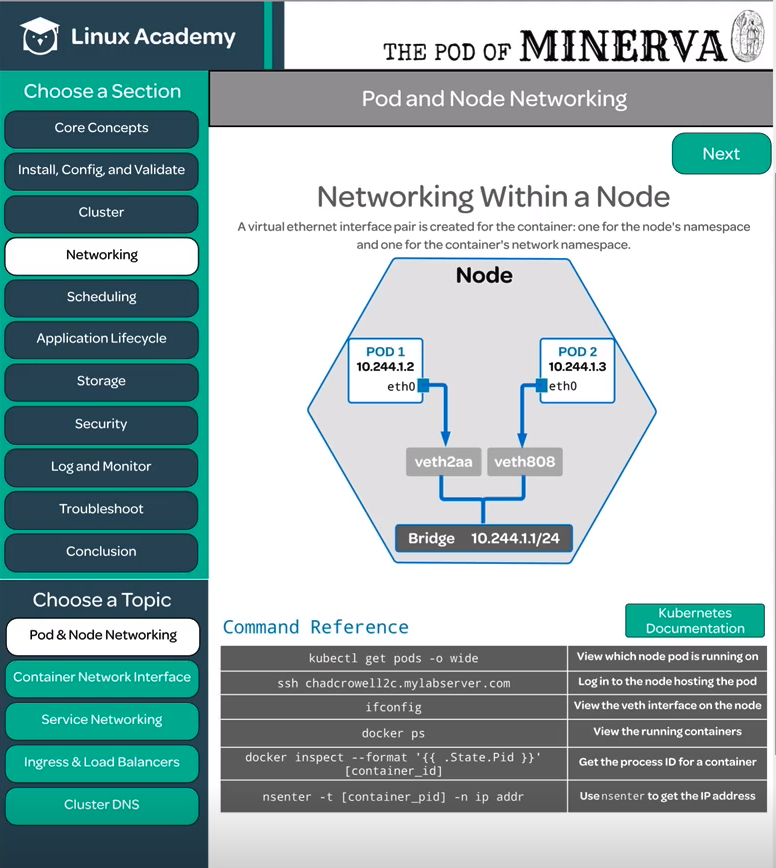 Linux Academy
THE POD OF MINERVA
Choose a Section
Core Concepts
Install, Config, and Validate
Cluster
Networking
Scheduling
Application Lifecycle
Storage
Security
Log and Monitor
Troubleshoot
Conclusion
Choose a Topic
Pod & Node Networking
Container Network Interface
Service Networking
Ingress & Load Balancers
Cluster DNS
Pod and Node Networking
Next
Networking Within a Node
A virtual ethernet interface pair is created for the container: one for the node's namespace
and one for the container's network namespace.
Node
POD 1
10.244.1.2
eth0
POD 2
10.244.1.3
eth0
veth2aa
veth808
Bridge 10.244.1.1/24
Command Reference
Kubernetes
Documentation
kubectl get pods -o wide
View which node pod is running on
ssh chadcrowell2c.mylabserver.com
Log in to the node hosting the pod
ifconfig
View the veth interface on the node
docker ps
View the running containers
docker inspect --format '{{ .State.Pid }}'
[container_id]
Get the process ID for a container
nsenter -t [container_pid] -n ip addr
Use nsenter to get the IP address